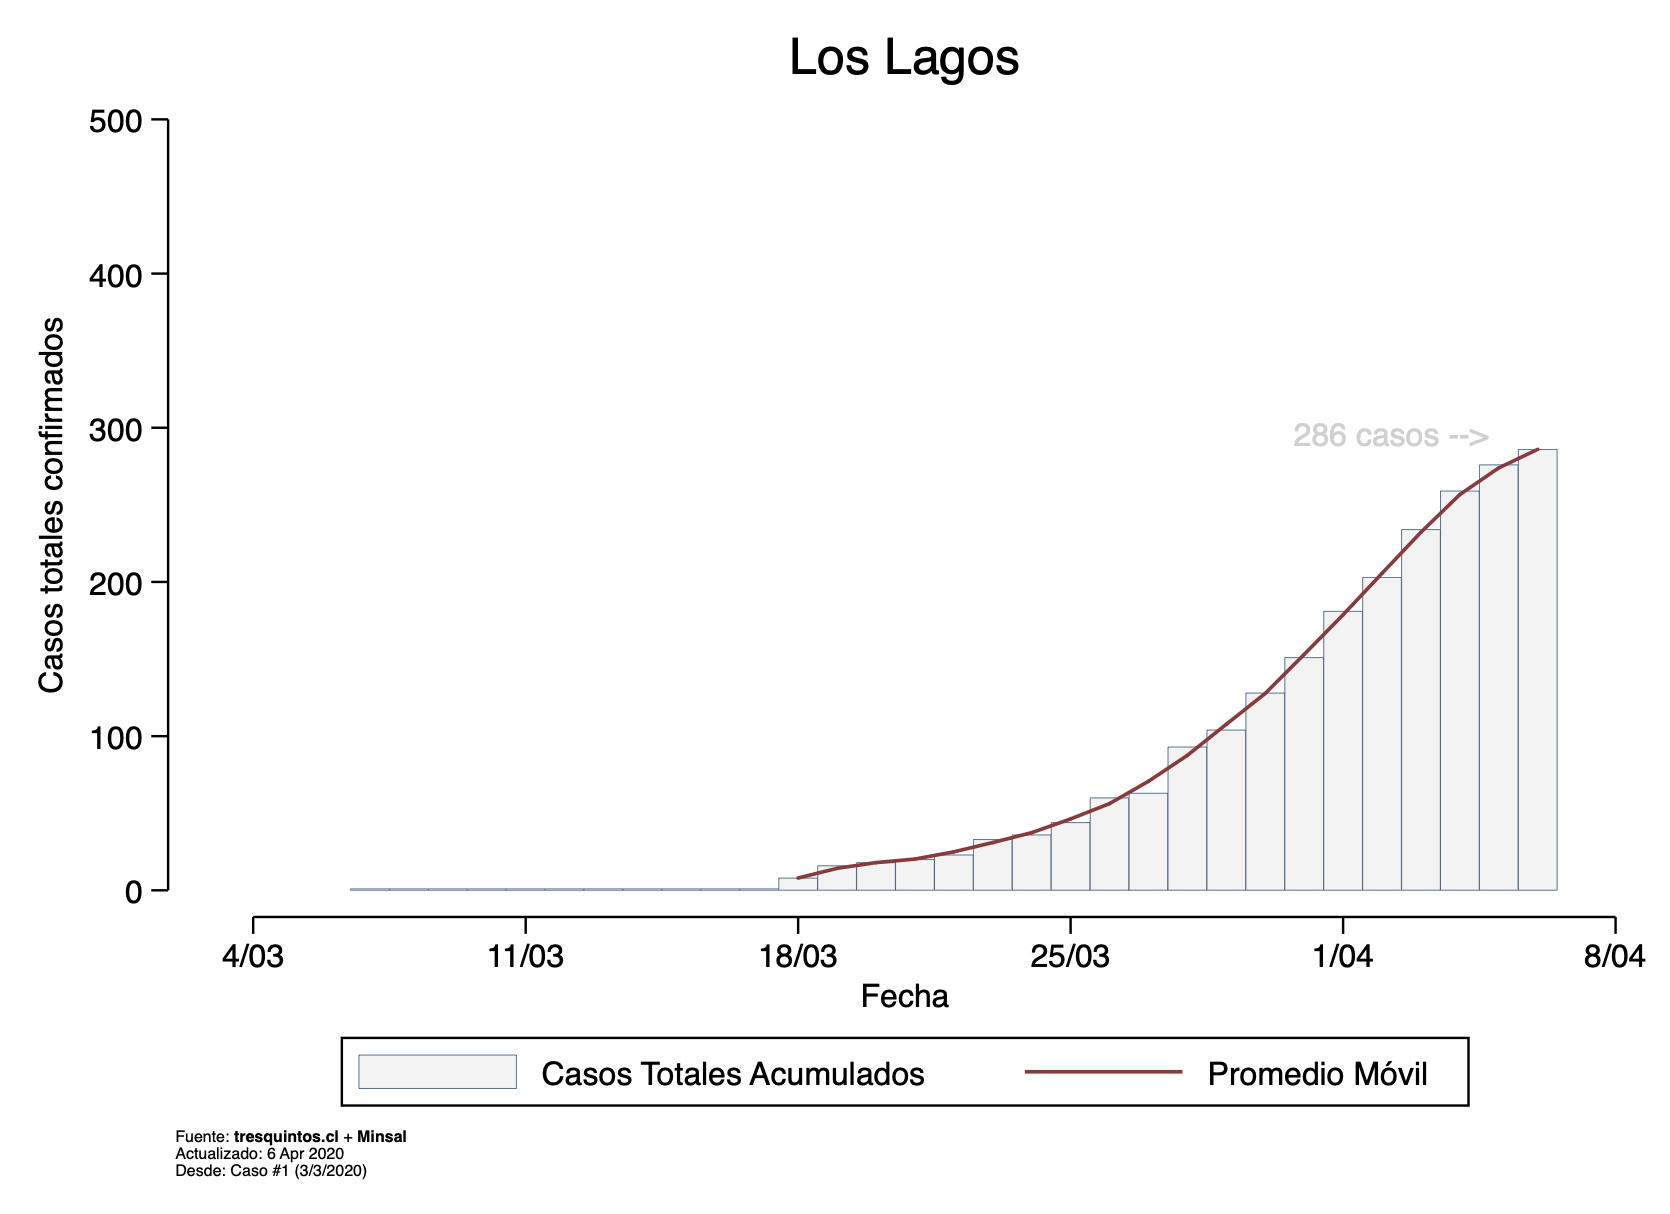 Los Lagos
500
400
300
200
100
0
Casos totales confirmados
286 casos -->
4/03 11/03 18/03 25/03 1/04 8/04
Fecha
Casos Totales Acumulados Promedio Móvil
Fuente: tresquintos.cl + Minsal
Actualizado: 6 Apr 2020
Desde: Caso #1 (3/3/2020)